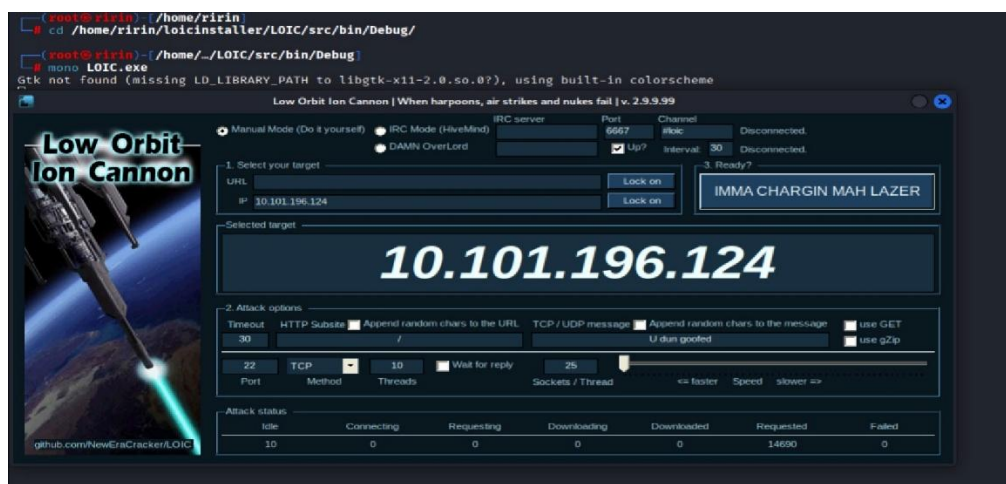 (root㉿ririn)-[/home/ririn]
# cd /home/ririn/loicinstaller/LOIC/src/bin/Debug/
(root㉿ririn)-[/home/…/LOIC/src/bin/Debug]
# mono LOIC.exe
Gtk not found (missing LD_LIBRARY_PATH to libgtk-x11-2.0.so.0?), using built-in colorscheme
Low Orbit Ion Cannon | When harpoons, air strikes and nukes fail | v. 2.9.9.99
Low Orbit
Ion Cannon
IRC server Port Channel
Manual Mode (Do it yourself) IRC Mode (HiveMind) 6667 #loic Disconnected.
DAMN OverLord Up? Interval: 30 Disconnected.
1. Select your target 3. Ready?
URL Lock on
IMMA CHARGIN MAH LAZER
IP 10.101.196.124 Lock on
Selected target
10.101.196.124
2. Attack options
Timeout HTTP Subsite Append random chars to the URL TCP / UDP message Append random chars to the message use GET
30 / U dun goofed use gZip
22 TCP 10 Wait for reply 25
Port Method Threads Sockets / Thread <= faster Speed slower =>
Attack status
Idle Connecting Requesting Downloading Downloaded Requested Failed
10 0 0 0 0 14690 0
github.com/NewEraCracker/LOIC